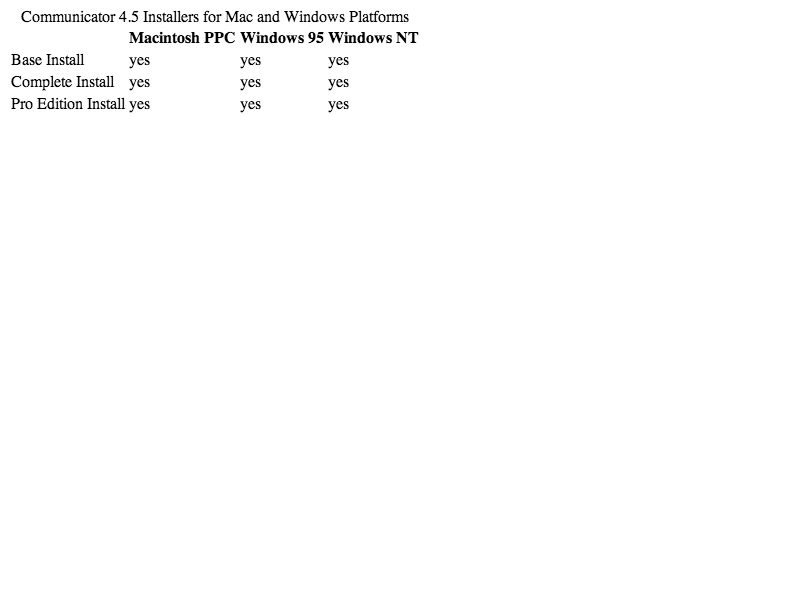 Communicator 4.5 Installers for Mac and Windows Platforms
Macintosh PPC Windows 95 Windows NT
Base Install yes yes yes
Complete Install yes yes yes
Pro Edition Install yes yes yes